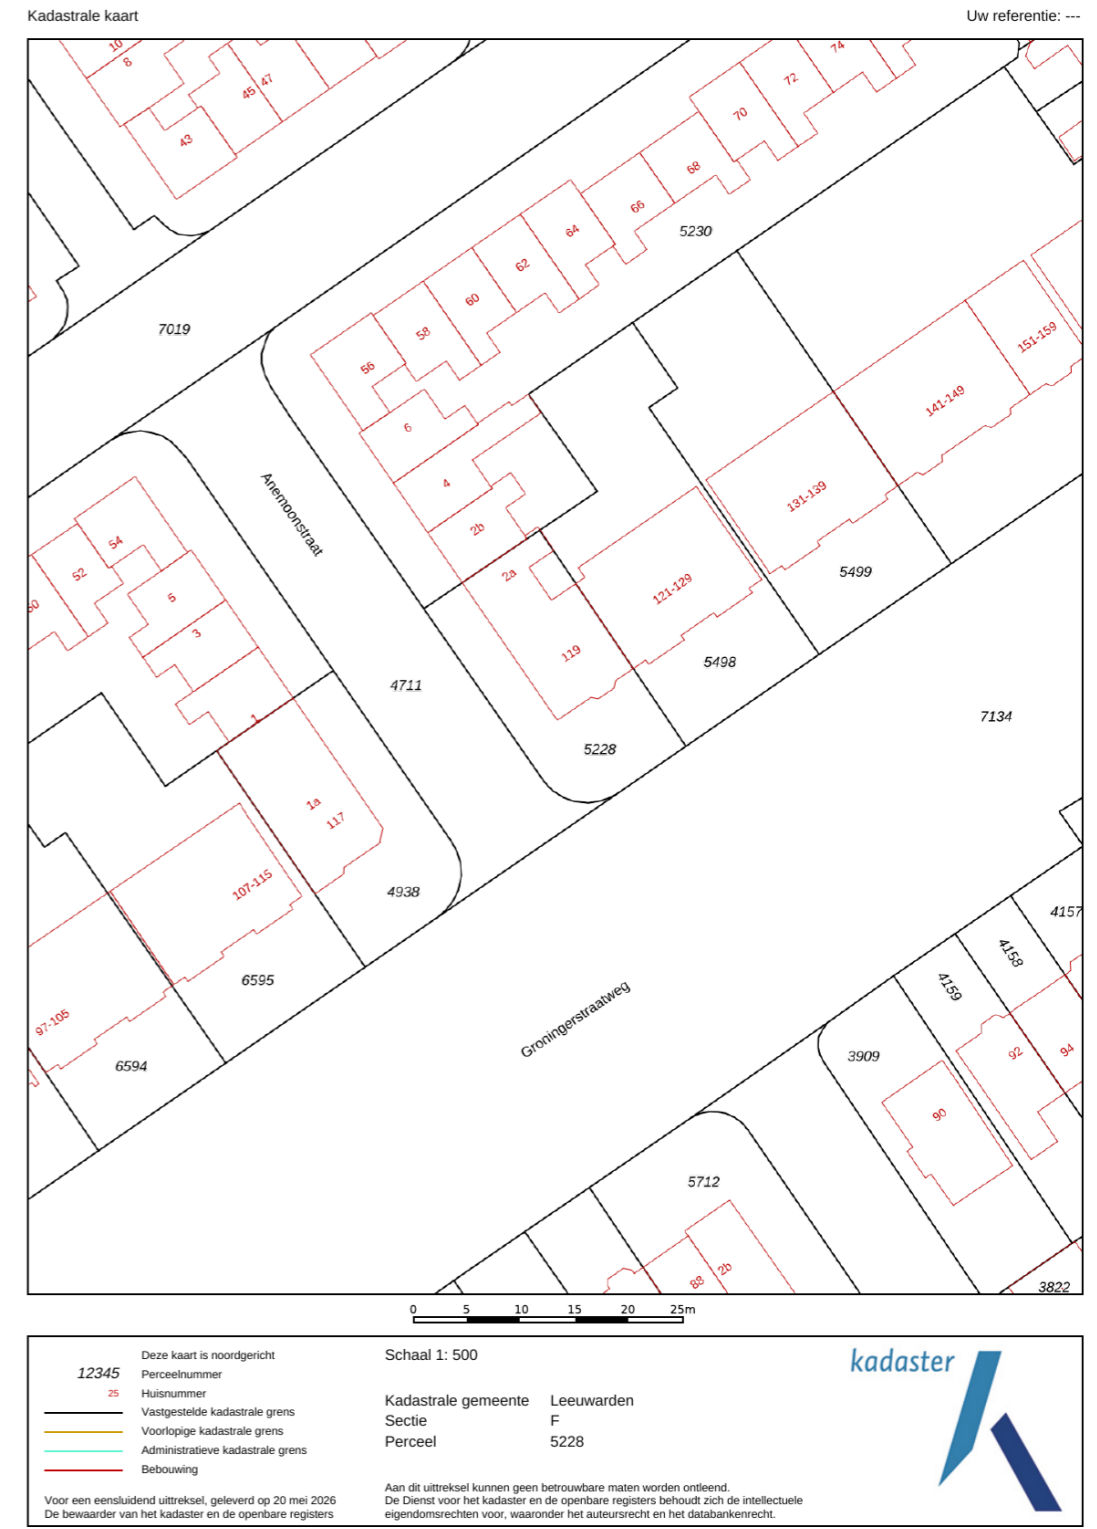 Kadastrale kaart
Uw referentie: ---
10
8
45
47
43
74
72
70
68
66
64
5230
62
60
58
56
7019
6
4
2b
2a
Anemoonstraat
151-159
141-149
131-139
5499
121-129
5498
119
5228
54
52
50
5
3
1
4711
7134
1a
117
4938
107-115
6595
97-105
6594
Groningerstraatweg
4157
4158
4159
3909
92
94
90
5712
88
2b
3822
0 5 10 15 20 25m
Deze kaart is noordgericht
12345 Perceelnummer
25 Huisnummer
Vastgestelde kadastrale grens
Voorlopige kadastrale grens
Administratieve kadastrale grens
Bebouwing
Voor een eensluidend uittreksel, geleverd op 20 mei 2026
De bewaarder van het kadaster en de openbare registers
Schaal 1: 500
Kadastrale gemeente Leeuwarden
Sectie F
Perceel 5228
Aan dit uittreksel kunnen geen betrouwbare maten worden ontleend.
De Dienst voor het kadaster en de openbare registers behoudt zich de intellectuele
eigendomsrechten voor, waaronder het auteursrecht en het databankenrecht.
kadaster